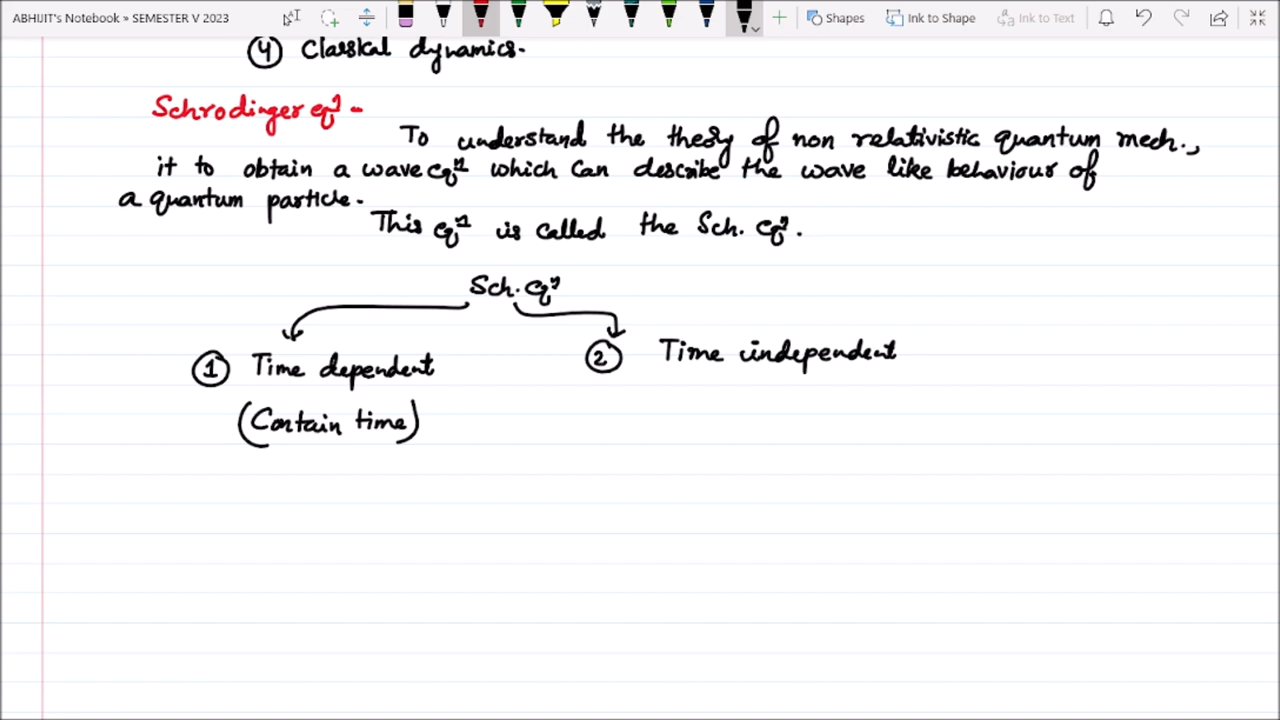 ABHIJIT's Notebook » SEMESTER V 2023
Shapes
Ink to Shape
Ink to Text
④ Classical dynamics.
Schrodinger eqⁿ -
To understand the theory of non relativistic quantum mech.,
it to obtain a wave eqⁿ which can describe the wave like behaviour of
a quantum particle.
This eqⁿ is called the Sch. eqⁿ.
Sch. eqⁿ
① Time dependent
② Time independent
(Contain time)